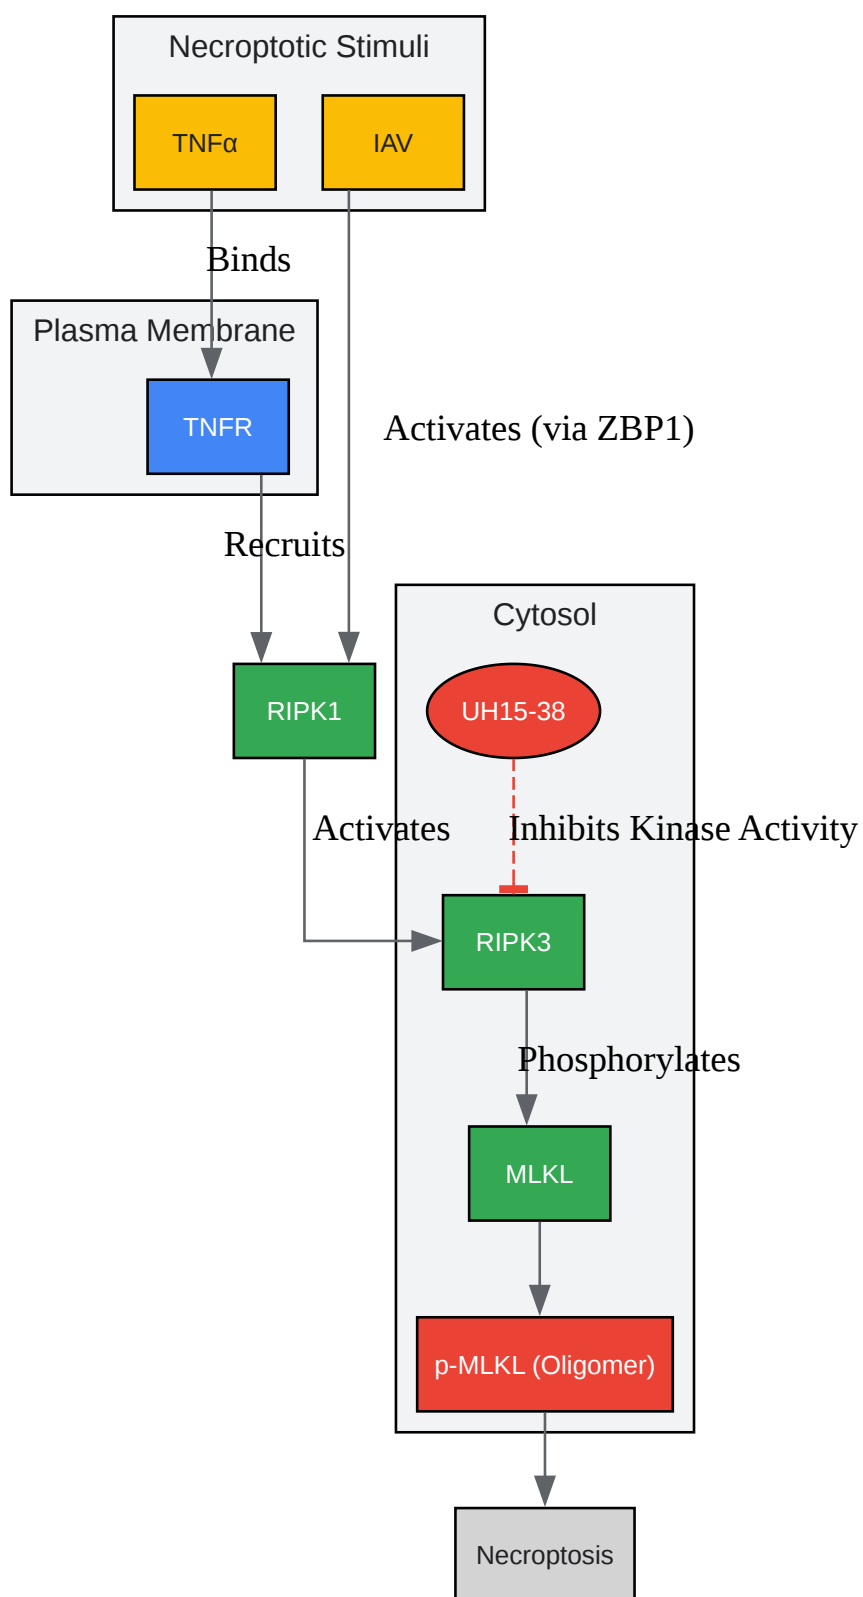 Necroptotic Stimuli
TNFα
IAV
Binds
Plasma Membrane
TNFR
Activates (via ZBP1)
Recruits
Cytosol
RIPK1
UH15-38
Activates
Inhibits Kinase Activity
RIPK3
Phosphorylates
MLKL
p-MLKL (Oligomer)
Necroptosis